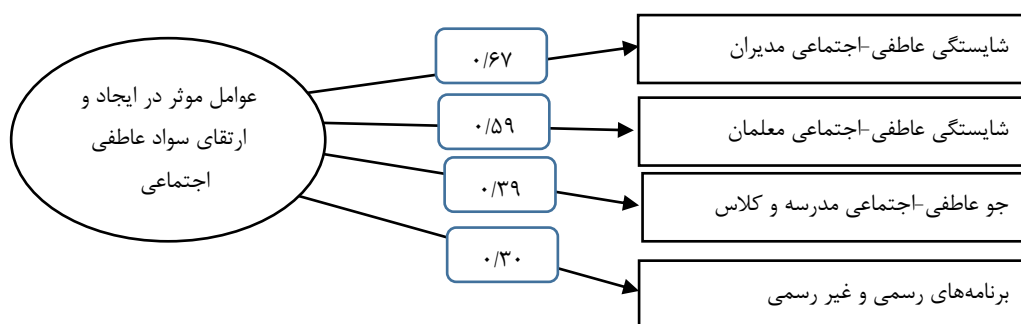 عوامل موثر در ایجاد و
ارتقای سواد عاطفی
اجتماعی
۰/۶۷
شایستگی عاطفی-اجتماعی مدیران
۰/۵۹
شایستگی عاطفی-اجتماعی معلمان
۰/۳۹
جو عاطفی-اجتماعی مدرسه و کلاس
۰/۳۰
برنامه‌های رسمی و غیر رسمی